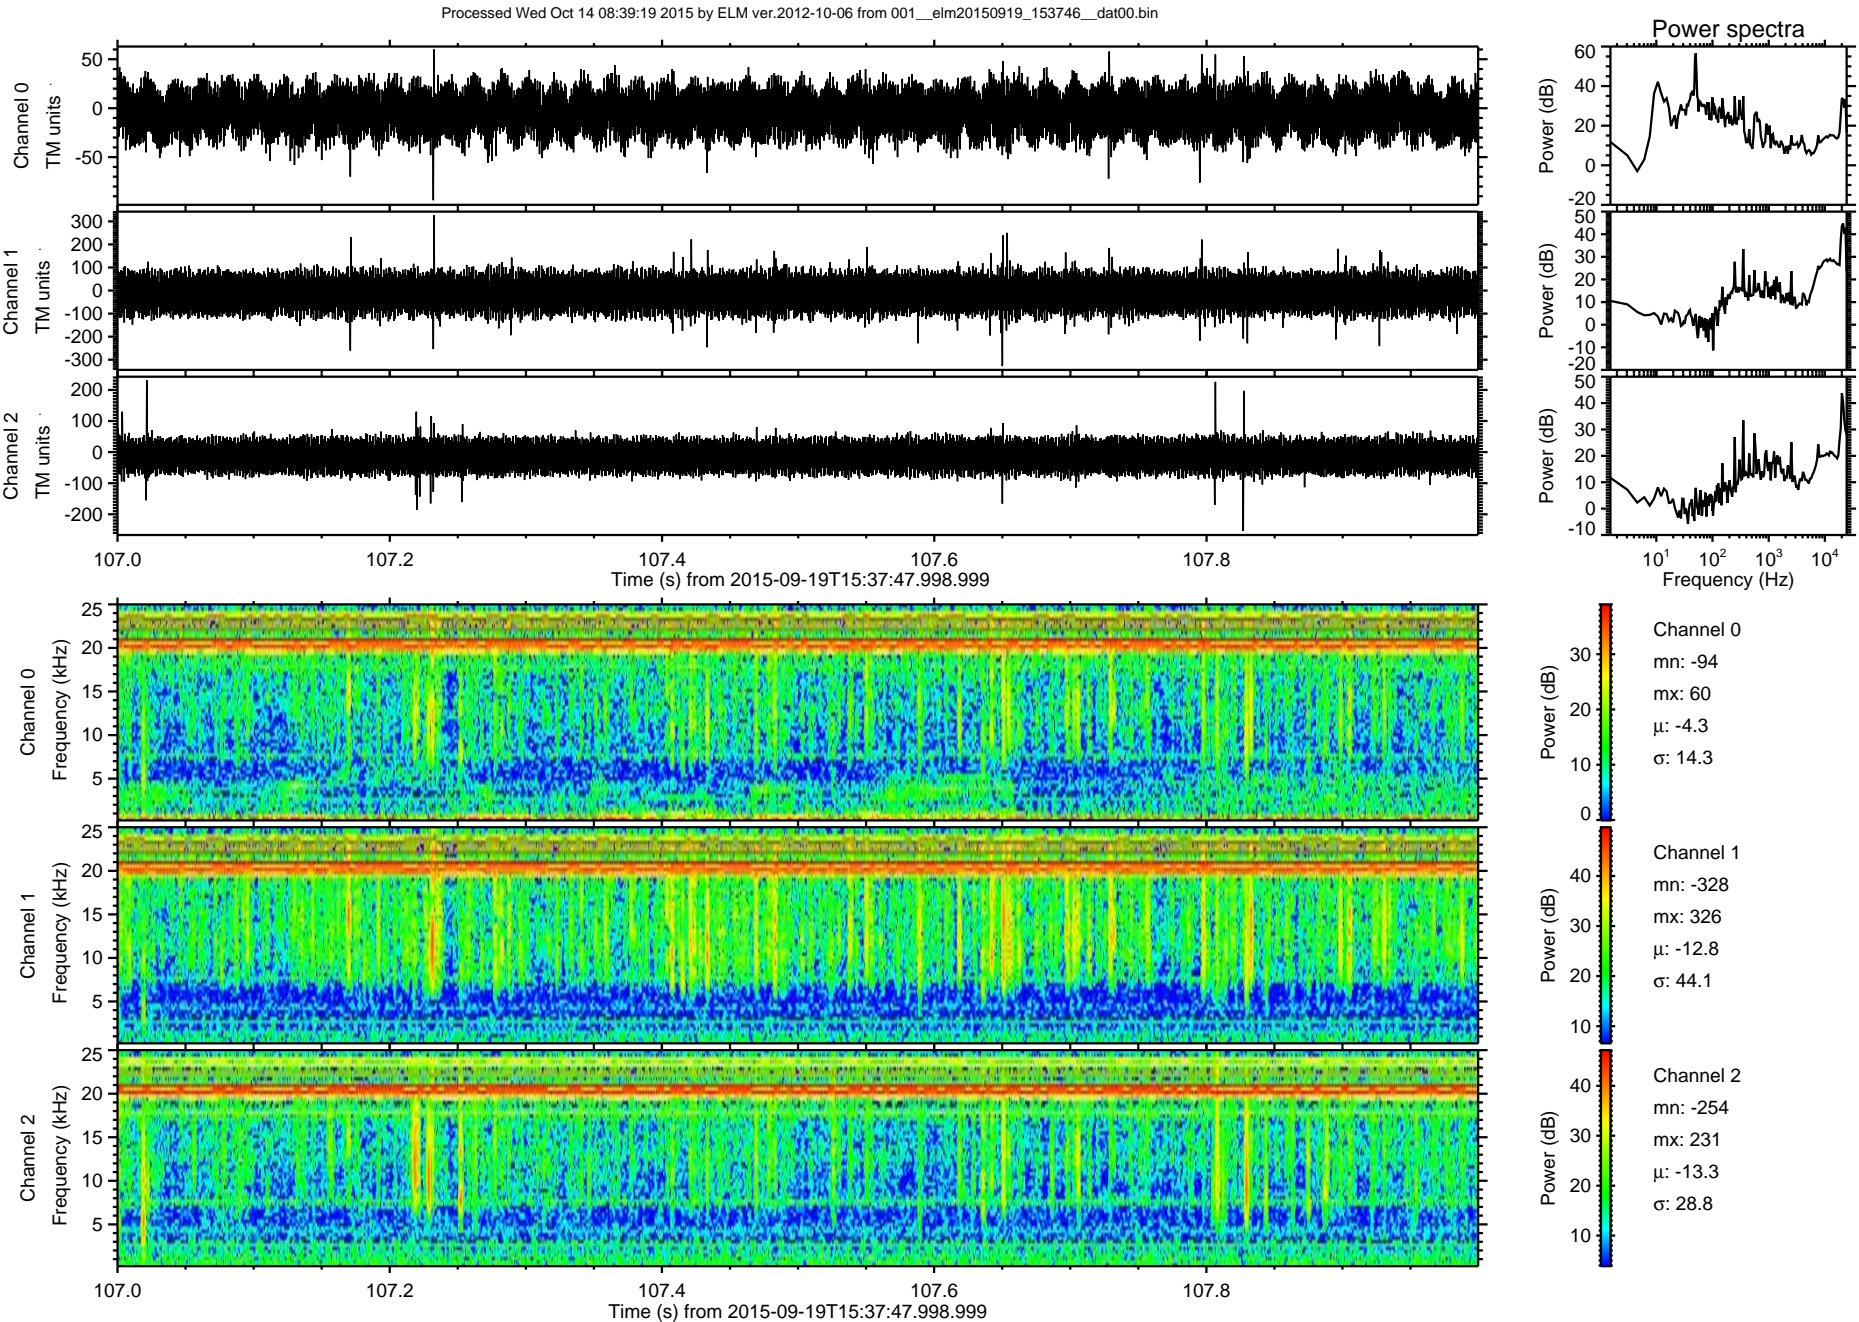 Processed Wed Oct 14 08:39:19 2015 by ELM ver.2012-10-06 from 001__elm20150919_153746__dat00.bin
Power spectra
Channel 0
TM units
50
0
-50
Power (dB)
60
40
20
0
-20
Channel 1
TM units
300
200
100
0
-100
-200
-300
Power (dB)
50
40
30
20
10
0
-10
-20
Channel 2
TM units
200
100
0
-100
-200
Power (dB)
50
40
30
20
10
0
-10
107.0 107.2 107.4 107.6 107.8
Time (s) from 2015-09-19T15:37:47.998.999
10^1 10^2 10^3 10^4
Frequency (Hz)
Channel 0
Frequency (kHz)
25
20
15
10
5
Power (dB)
30
20
10
0
Channel 0
mn: -94
mx: 60
μ: -4.3
σ: 14.3
Channel 1
Frequency (kHz)
25
20
15
10
5
Power (dB)
40
30
20
10
Channel 1
mn: -328
mx: 326
μ: -12.8
σ: 44.1
Channel 2
Frequency (kHz)
25
20
15
10
5
Power (dB)
40
30
20
10
Channel 2
mn: -254
mx: 231
μ: -13.3
σ: 28.8
107.0 107.2 107.4 107.6 107.8
Time (s) from 2015-09-19T15:37:47.998.999